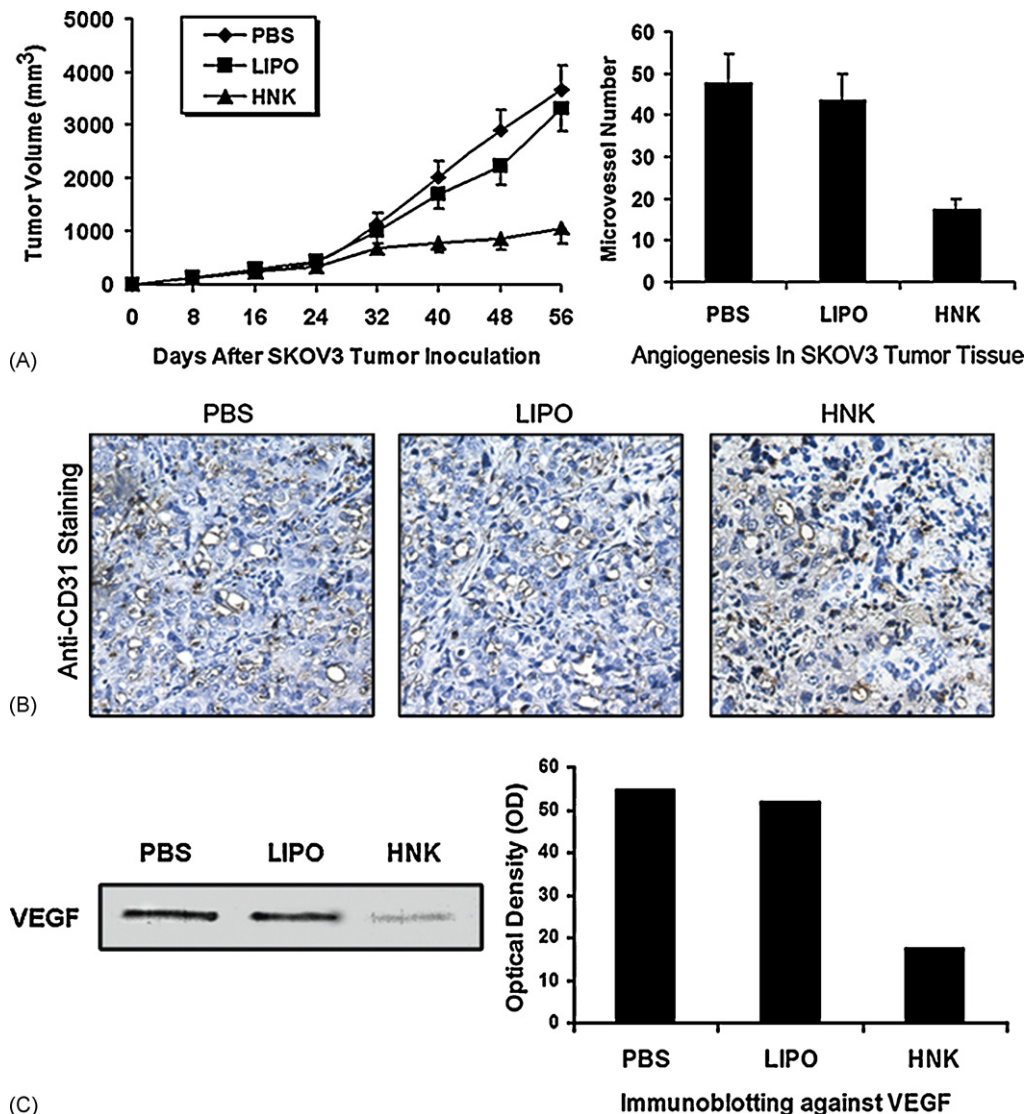 5000
4000
3000
2000
1000
0
Tumor Volume (mm³)
PBS
LIPO
HNK
0 8 16 24 32 40 48 56
Days After SKOV3 Tumor Inoculation
60
50
40
30
20
10
0
Microvessel Number
PBS LIPO HNK
Angiogenesis In SKOV3 Tumor Tissue
(A)
PBS LIPO HNK
Anti-CD31 Staining
(B)
PBS LIPO HNK
VEGF
60
50
40
30
20
10
0
Optical Density (OD)
PBS LIPO HNK
Immunoblotting against VEGF
(C)